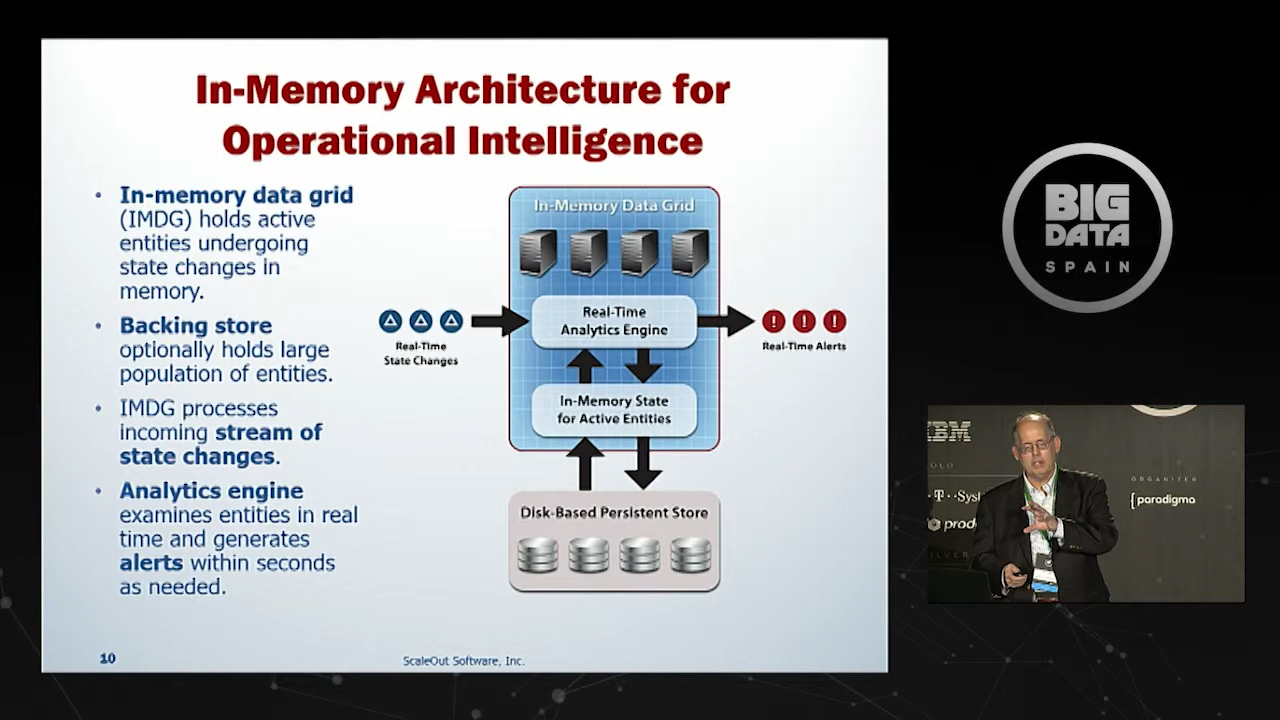 In-Memory Architecture for
Operational Intelligence
• In-memory data grid
(IMDG) holds active
entities undergoing
state changes in
memory.
• Backing store
optionally holds large
population of entities.
• IMDG processes
incoming stream of
state changes.
• Analytics engine
examines entities in real
time and generates
alerts within seconds
as needed.
In-Memory Data Grid
Real-Time
Analytics Engine
Real-Time
State Changes
Real-Time Alerts
In-Memory State
for Active Entities
Disk-Based Persistent Store
10
ScaleOut Software, Inc.
BIG
DATA
SPAIN
IBM
OLD
·T··Sys
prod
ILVER
ORGANIZER
{paradigma